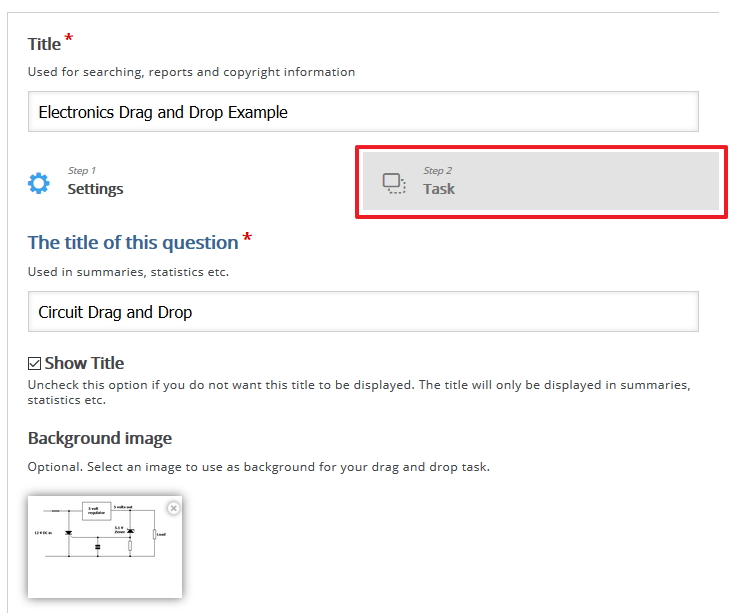 Title *
Used for searching, reports and copyright information
Electronics Drag and Drop Example
Step 1
Settings
Step 2
Task
The title of this question *
Used in summaries, statistics etc.
Circuit Drag and Drop
Show Title
Uncheck this option if you do not want this title to be displayed. The title will only be displayed in summaries,
statistics etc.
Background image
Optional. Select an image to use as background for your drag and drop task.
5 volt
regulator
5 volts out
12 V DC in
5.1 V
Zener
Load